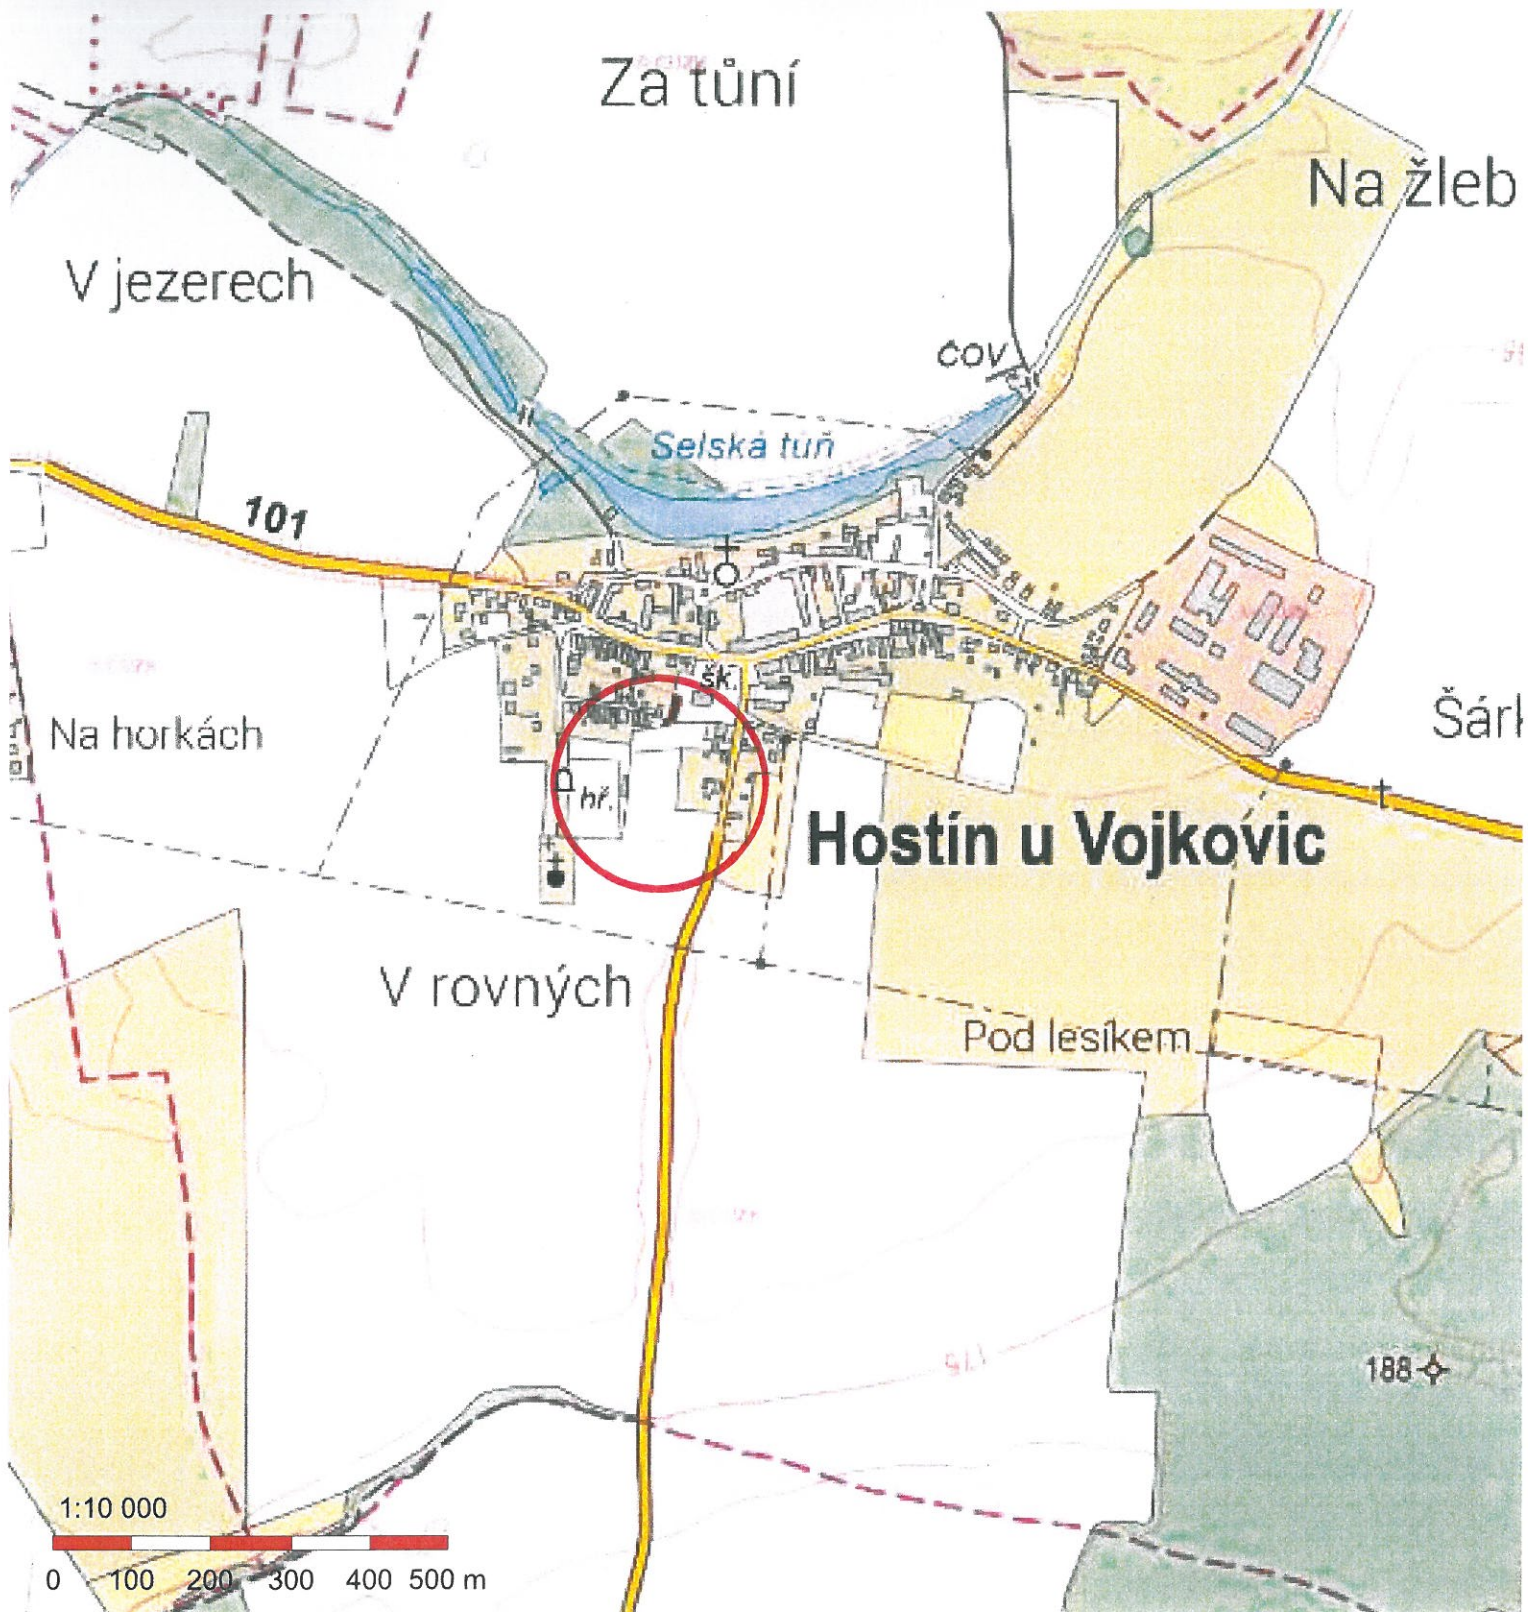 Za tůní
Na žleb
V jezerech
ČOV
Selská tůň
101
šk.
Na horkách
Šárk
hř.
Hostín u Vojkovic
V rovných
Pod lesíkem
175
188
1:10 000
0 100 200 300 400 500 m